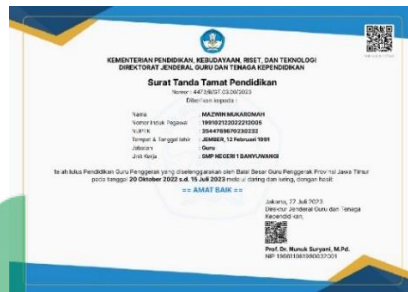 KEMENTERIAN PENDIDIKAN, KEBUDAYAAN, RISET, DAN TEKNOLOGI
DIREKTORAT JENDERAL GURU DAN TENAGA KEPENDIDIKAN
Surat Tanda Tamat Pendidikan
Nomor :
Diberikan kepada :
Nama : MAZWIN MUKAROMAH
Nomor Induk Pegawai :
NUPTK :
Tempat & Tanggal lahir : JEMBER, 12 Februari 1991
Jabatan : Guru
Unit Kerja : SMP NEGERI 1 BANYUWANGI
telah lulus Pendidikan Guru Penggerak yang diselenggarakan oleh Balai Besar Guru Penggerak Provinsi Jawa Timur
pada tanggal 20 Oktober 2022 s.d. 15 Juli 2023 melalui daring dan luring, dengan hasil:
== AMAT BAIK ==
Jakarta, 27 Juli 2023
Direktur Jenderal Guru dan Tenaga
Kependidikan,
Prof. Dr. Nunuk Suryani, M.Pd.
NIP